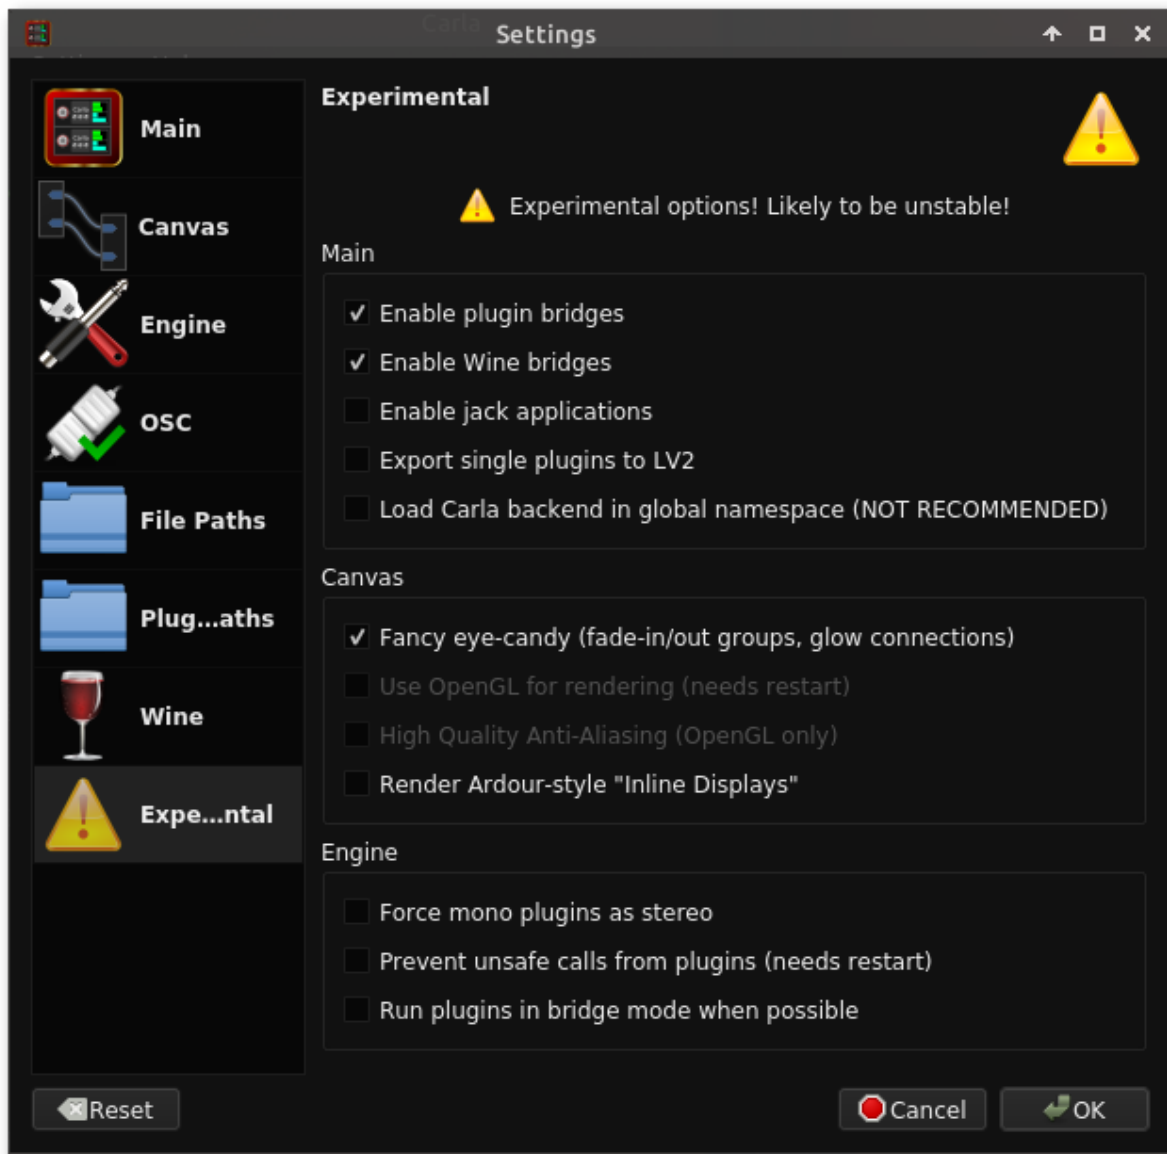 Carla
Settings
Main
Canvas
Engine
OSC
File Paths
Plug...aths
Wine
Expe...ntal
Experimental
Experimental options! Likely to be unstable!
Main
Enable plugin bridges
Enable Wine bridges
Enable jack applications
Export single plugins to LV2
Load Carla backend in global namespace (NOT RECOMMENDED)
Canvas
Fancy eye-candy (fade-in/out groups, glow connections)
Use OpenGL for rendering (needs restart)
High Quality Anti-Aliasing (OpenGL only)
Render Ardour-style "Inline Displays"
Engine
Force mono plugins as stereo
Prevent unsafe calls from plugins (needs restart)
Run plugins in bridge mode when possible
Reset
Cancel
OK